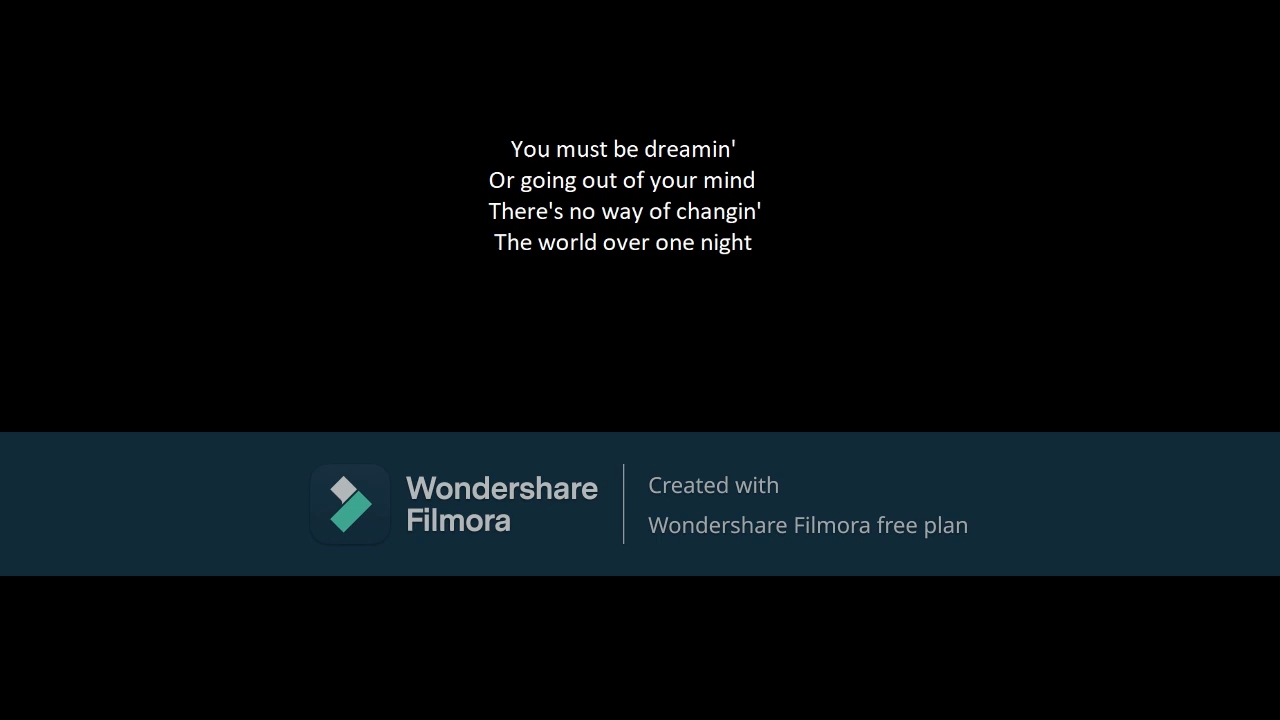 You must be dreamin'
Or going out of your mind
There's no way of changin'
The world over one night
Wondershare
Filmora
Created with
Wondershare Filmora free plan